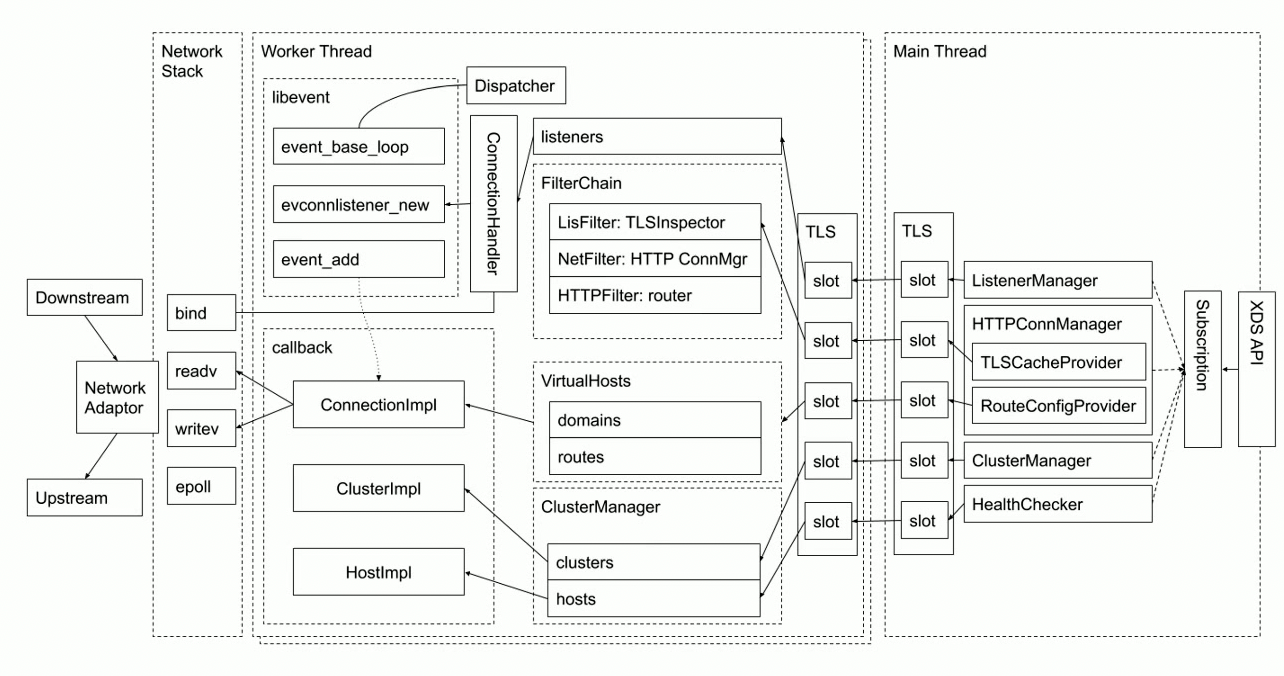 Network
Stack
Worker Thread
Main Thread
libevent
Dispatcher
event_base_loop
evconnlistener_new
event_add
ConnectionHandler
listeners
FilterChain
LisFilter: TLSInspector
NetFilter: HTTP ConnMgr
HTTPFilter: router
TLS
slot
slot
slot
slot
slot
TLS
slot
slot
slot
slot
slot
ListenerManager
HTTPConnManager
TLSCacheProvider
RouteConfigProvider
ClusterManager
HealthChecker
Subscription
XDS API
Downstream
Network
Adaptor
Upstream
bind
readv
writev
epoll
callback
ConnectionImpl
ClusterImpl
HostImpl
VirtualHosts
domains
routes
ClusterManager
clusters
hosts